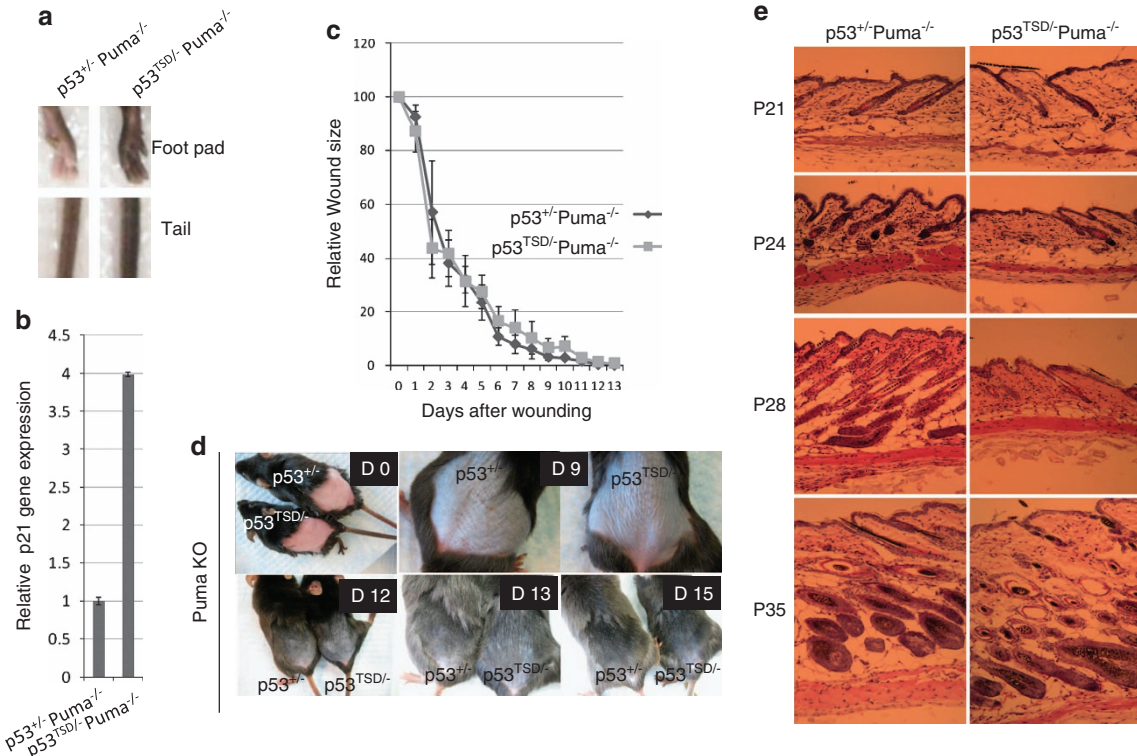 a
p53+/- Puma-/-
p53TSD/- Puma-/-
Foot pad
Tail
b
4.5
4
3.5
3
2.5
2
1.5
1
0.5
0
Relative p21 gene expression
p53+/- Puma-/-
p53TSD/- Puma-/-
c
120
100
80
60
40
20
0
Relative Wound size
0 1 2 3 4 5 6 7 8 9 10 11 12 13
Days after wounding
p53+/-Puma-/-
p53TSD/-Puma-/-
d
Puma KO
D 0
p53+/-
p53TSD/-
D 9
p53+/-
p53TSD/-
D 12
p53+/-
p53TSD/-
D 13
p53+/-
p53TSD/-
D 15
p53+/-
p53TSD/-
e
p53+/-Puma-/-
p53TSD/-Puma-/-
P21
P24
P28
P35